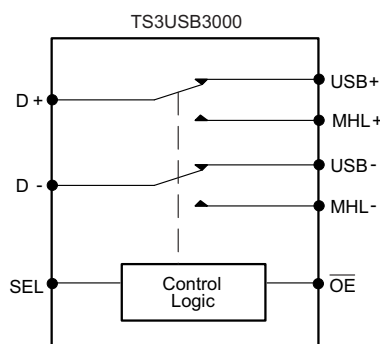 TS3USB3000
USB+
D +
MHL+
USB-
D -
MHL-
SEL
Control
Logic
OE